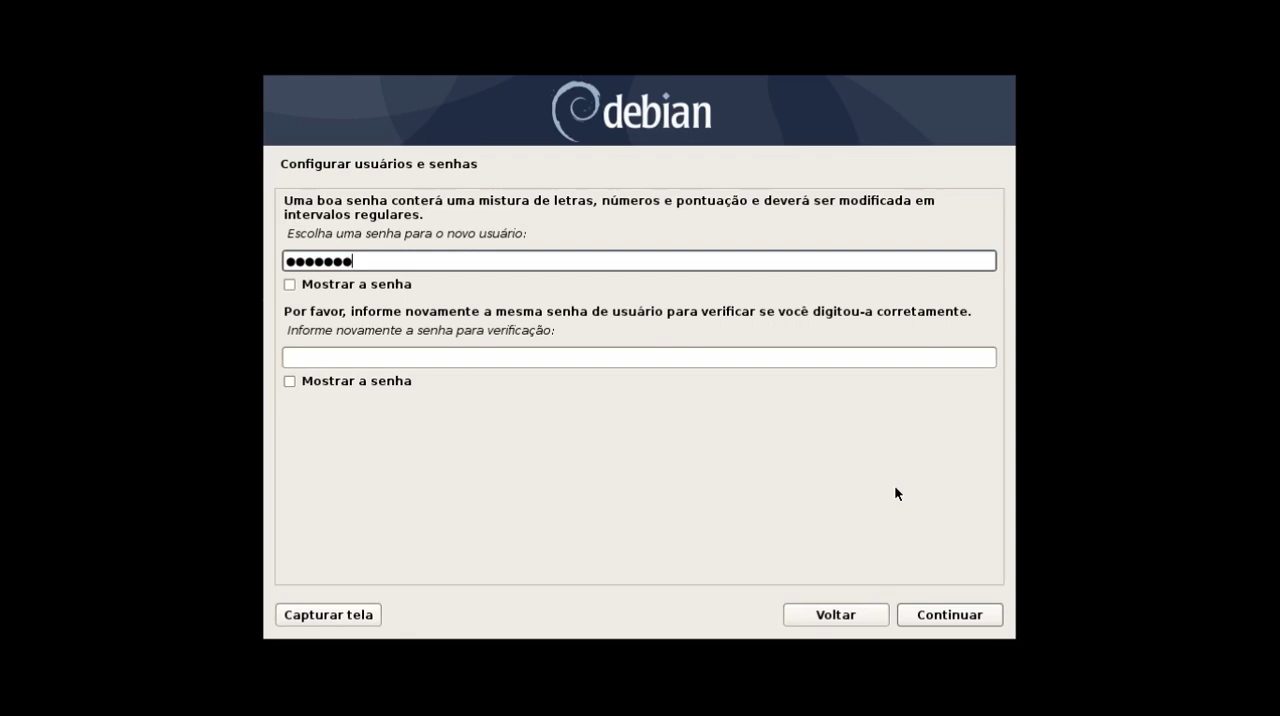 debian
Configurar usuários e senhas
Uma boa senha conterá uma mistura de letras, números e pontuação e deverá ser modificada em
intervalos regulares.
Escolha uma senha para o novo usuário:
●●●●●●●
Mostrar a senha
Por favor, informe novamente a mesma senha de usuário para verificar se você digitou-a corretamente.
Informe novamente a senha para verificação:
Mostrar a senha
Capturar tela
Voltar
Continuar